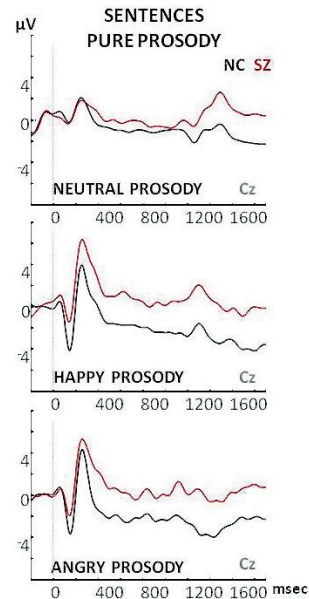 SENTENCES
PURE PROSODY
μV
NC SZ
4
0
-4
NEUTRAL PROSODY Cz
0 400 800 1200 1600
4
0
-4
HAPPY PROSODY Cz
0 400 800 1200 1600
4
0
-4
ANGRY PROSODY Cz
0 400 800 1200 1600 msec